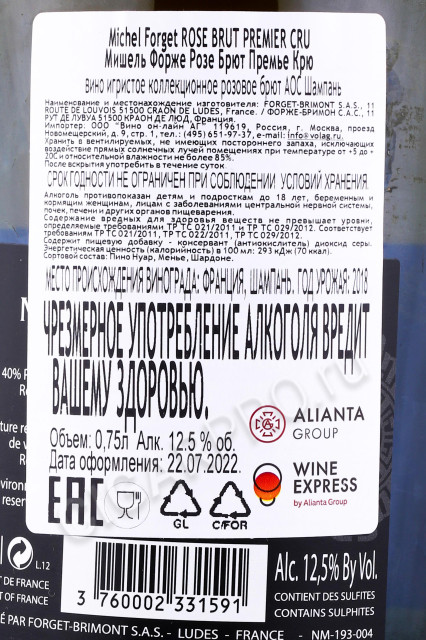 Michel Forget ROSE BRUT PREMIER CRU
Мишель Форже Розе Брют Премье Крю
вино игристое коллекционное розовое брют АОС Шампань
Наименование и местонахождение изготовителя: FORGET-BRIMONT S.A.S., 11
ROUTE DE LOUVOIS 51500 CRAON DE LUDES, France. / ФОРЖЕ-БРИМОН С.А.С., 11
РУТ ДЕ ЛУВУА 51500 КРАОН ДЕ ЛЮД, Франция.
Импортер: ООО "Вино он-лайн АГ" 119619, Россия, г. Москва, проезд
Новомещерский, д. 9, стр. 1, тел.: (495) 651-97-37, e-mail: info@volag.ru.
Хранить в вентилируемых, не имеющих постороннего запаха, исключающих
воздействие прямых солнечных лучей помещениях при температуре от +5 до +
20С и относительной влажности не более 85%.
После вскрытия употребить в течение суток.
СРОК ГОДНОСТИ НЕ ОГРАНИЧЕН ПРИ СОБЛЮДЕНИИ УСЛОВИЙ ХРАНЕНИЯ.
Алкоголь противопоказан детям и подросткам до 18 лет, беременным и
кормящим женщинам, лицам с заболеваниями центральной нервной системы,
почек, печени и других органов пищеварения.
Содержание вредных для здоровья веществ не превышает уровни,
определяемые требованиями ТР ТС 021/2011 и ТР ТС 029/2012. Соответствует
требованиям ТР ТС 021/2011, ТР ТС 022/2011, ТР ТС 029/2012.
Содержит пищевую добавку - консервант (антиокислитель) диоксид серы.
Энергетическая ценность (калорийность) в 100 мл: 293 кДж (70 ккал).
Сортовой состав: Пино Нуар, Менье, Шардоне.
МЕСТО ПРОИСХОЖДЕНИЯ ВИНОГРАДА: ФРАНЦИЯ, ШАМПАНЬ. ГОД УРОЖАЯ: 2018
ЧРЕЗМЕРНОЕ УПОТРЕБЛЕНИЕ АЛКОГОЛЯ ВРЕДИТ
ВАШЕМУ ЗДОРОВЬЮ.
Объем: 0,75л Алк. 12.5 % об.
Дата оформления: 22.07.2022.
ALIANTA
GROUP
WINE
EXPRESS
by Alianta Group
EAC
GL
C/FOR
40%
L.12
T DE FRANCE
T OF FRANCE
3 760002 331591
Alc. 12,5% By Vol.
CONTIENT DES SULFITES
CONTAINS SULPHITES
É PAR FORGET-BRIMONT S.A.S. - LUDES - FRANCE - NM-193-004